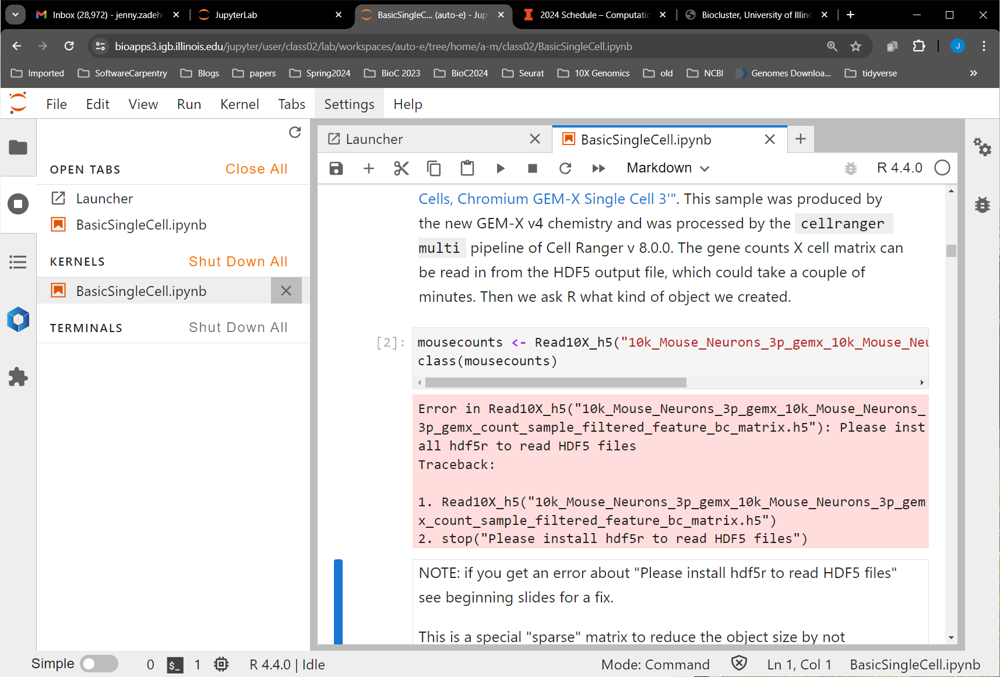 Inbox (28,972) - jenny.zadeh
JupyterLab
BasicSingleC... (auto-e) - Jup
2024 Schedule – Computatio
Biocluster, University of Illino
bioapps3.igb.illinois.edu/jupyter/user/class02/lab/workspaces/auto-e/tree/home/a-m/class02/BasicSingleCell.ipynb
J
Imported
SoftwareCarpentry
Blogs
papers
Spring2024
BioC 2023
BioC2024
Seurat
10X Genomics
old
NCBI
Genomes Downloa...
tidyverse
File Edit View Run Kernel Tabs Settings Help
OPEN TABS Close All
Launcher
BasicSingleCell.ipynb
KERNELS Shut Down All
BasicSingleCell.ipynb
TERMINALS Shut Down All
Launcher
BasicSingleCell.ipynb
Markdown
R 4.4.0
Cells, Chromium GEM-X Single Cell 3'". This sample was produced by
the new GEM-X v4 chemistry and was processed by the cellranger
multi pipeline of Cell Ranger v 8.0.0. The gene counts X cell matrix can
be read in from the HDF5 output file, which could take a couple of
minutes. Then we ask R what kind of object we created.
[2]: mousecounts <- Read10X_h5("10k_Mouse_Neurons_3p_gemx_10k_Mouse_Neu
class(mousecounts)
Error in Read10X_h5("10k_Mouse_Neurons_3p_gemx_10k_Mouse_Neurons_
3p_gemx_count_sample_filtered_feature_bc_matrix.h5"): Please inst
all hdf5r to read HDF5 files
Traceback:
1. Read10X_h5("10k_Mouse_Neurons_3p_gemx_10k_Mouse_Neurons_3p_gem
x_count_sample_filtered_feature_bc_matrix.h5")
2. stop("Please install hdf5r to read HDF5 files")
NOTE: if you get an error about "Please install hdf5r to read HDF5 files"
see beginning slides for a fix.
This is a special "sparse" matrix to reduce the object size by not
Simple 0 $_ 1 R 4.4.0 | Idle
Mode: Command Ln 1, Col 1 BasicSingleCell.ipynb